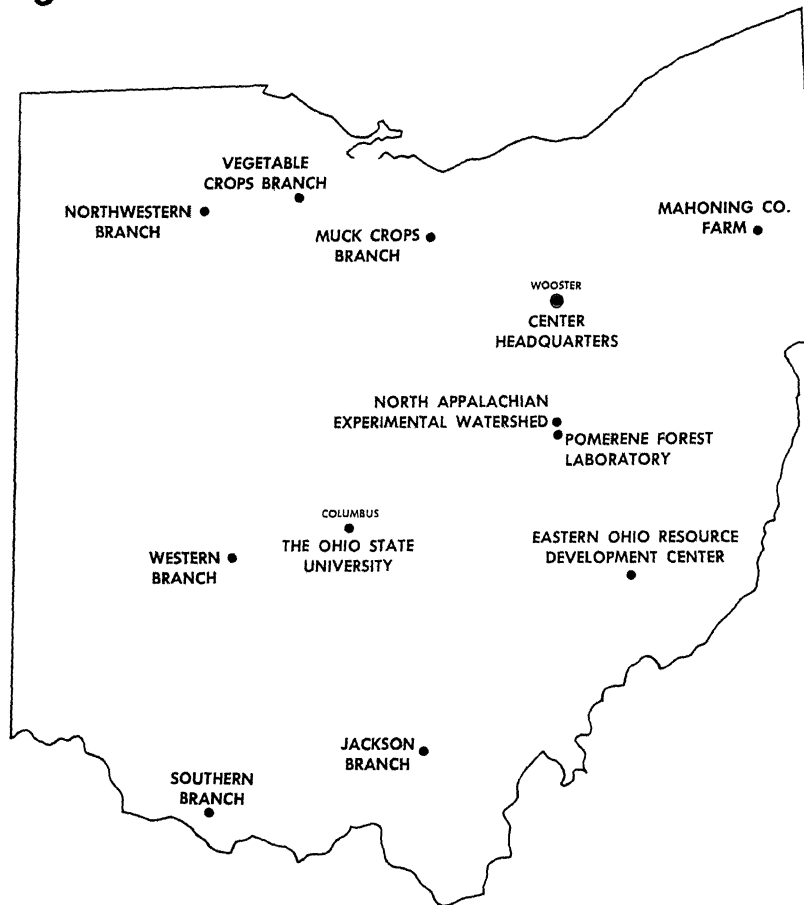 VEGETABLE
CROPS BRANCH
NORTHWESTERN
BRANCH
MUCK CROPS
BRANCH
MAHONING CO.
FARM
WOOSTER
CENTER
HEADQUARTERS
NORTH APPALACHIAN
EXPERIMENTAL WATERSHED
POMERENE FOREST
LABORATORY
COLUMBUS
THE OHIO STATE
UNIVERSITY
EASTERN OHIO RESOURCE
DEVELOPMENT CENTER
WESTERN
BRANCH
JACKSON
BRANCH
SOUTHERN
BRANCH